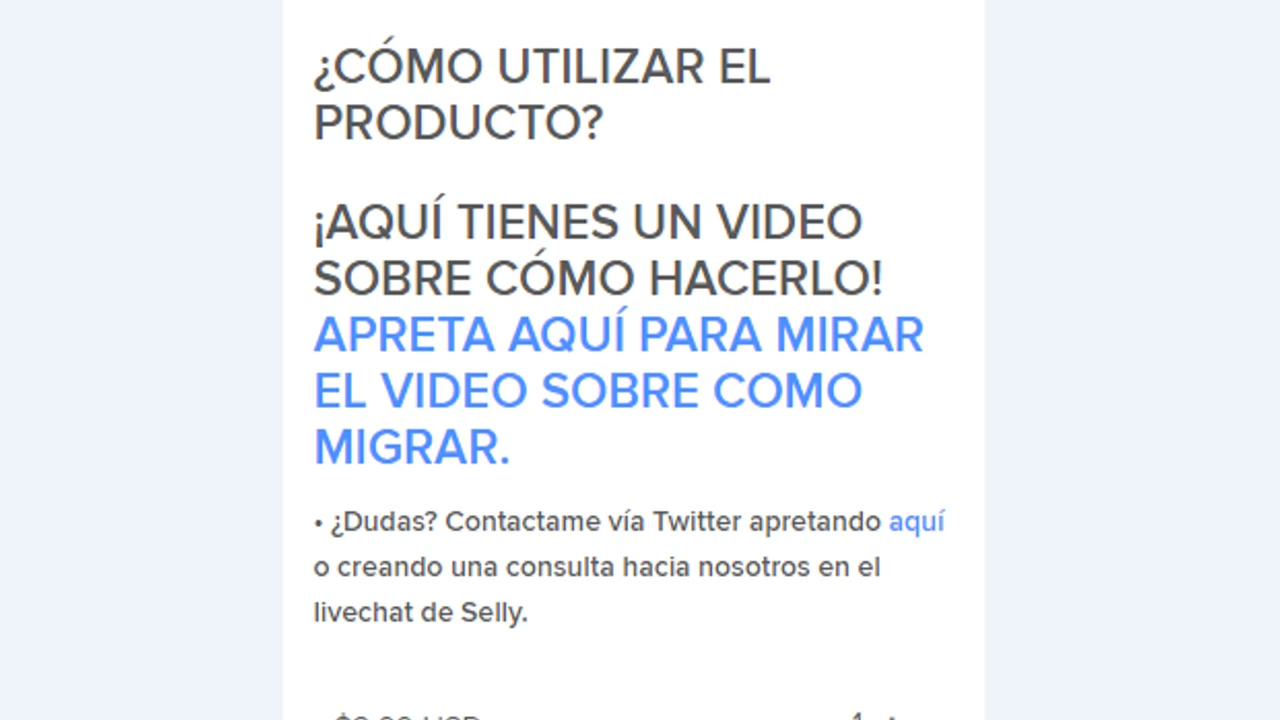 ¿CÓMO UTILIZAR EL
PRODUCTO?
¡AQUÍ TIENES UN VIDEO
SOBRE CÓMO HACERLO!
APRETA AQUÍ PARA MIRAR
EL VIDEO SOBRE COMO
MIGRAR.
• ¿Dudas? Contactame vía Twitter apretando aquí
o creando una consulta hacia nosotros en el
livechat de Selly.